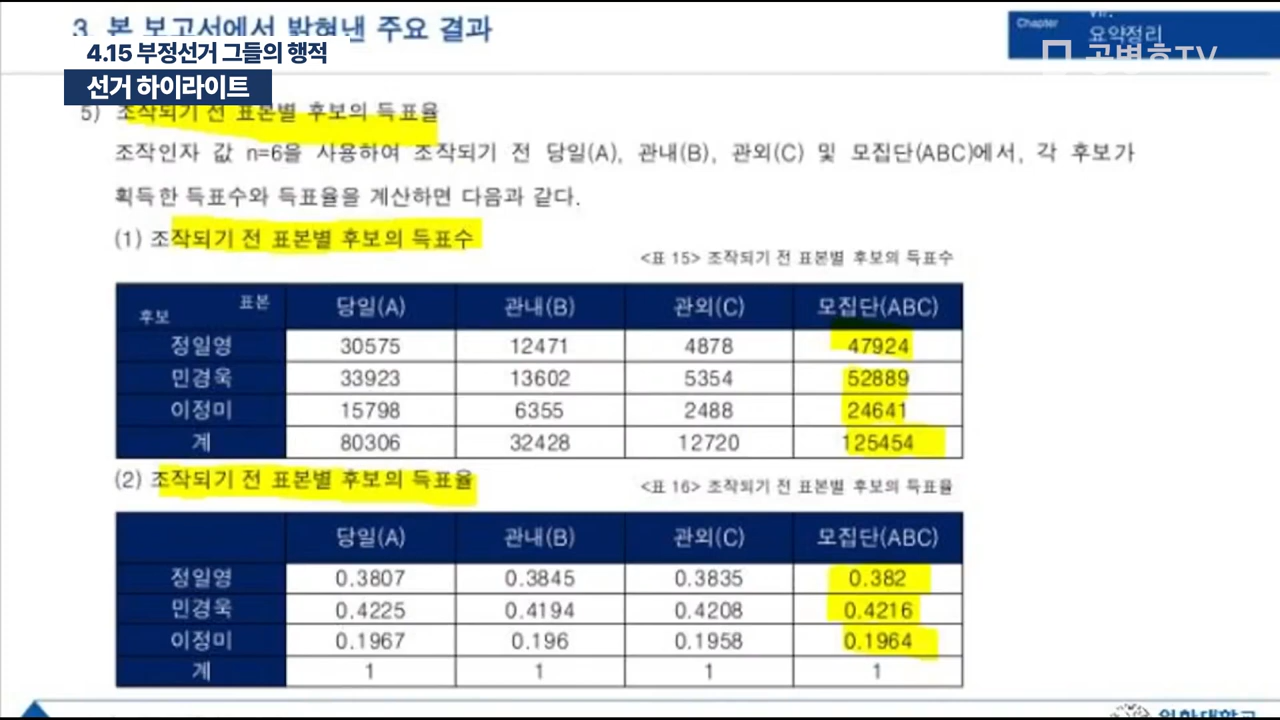 3. 본 보고서에서 밝혀낸 주요 결과
4.15 부정선거 그들의 행적
선거 하이라이트
Chapter
VII.
요약정리
공병호TV
5) 조작되기 전 표본별 후보의 득표율
조작인자 값 n=6을 사용하여 조작되기 전 당일(A), 관내(B), 관외(C) 및 모집단(ABC)에서, 각 후보가
획득한 득표수와 득표율을 계산하면 다음과 같다.
(1) 조작되기 전 표본별 후보의 득표수
<표 15> 조작되기 전 표본별 후보의 득표수
표본 후보 당일(A) 관내(B) 관외(C) 모집단(ABC)
정일영 30575 12471 4878 47924
민경욱 33923 13602 5354 52889
이정미 15798 6355 2488 24641
계 80306 32428 12720 125454
(2) 조작되기 전 표본별 후보의 득표율
<표 16> 조작되기 전 표본별 후보의 득표율
당일(A) 관내(B) 관외(C) 모집단(ABC)
정일영 0.3807 0.3845 0.3835 0.382
민경욱 0.4225 0.4194 0.4208 0.4216
이정미 0.1967 0.196 0.1958 0.1964
계 1 1 1 1